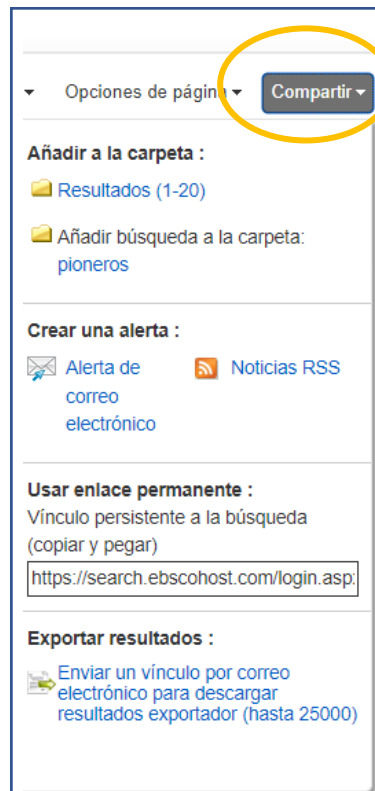 Opciones de página Compartir
Añadir a la carpeta :
Resultados (1-20)
Añadir búsqueda a la carpeta:
pioneros
Crear una alerta :
Alerta de
correo
electrónico
Noticias RSS
Usar enlace permanente :
Vínculo persistente a la búsqueda
(copiar y pegar)
https://search.ebscohost.com/login.asp
Exportar resultados :
Enviar un vínculo por correo
electrónico para descargar
resultados exportador (hasta 25000)